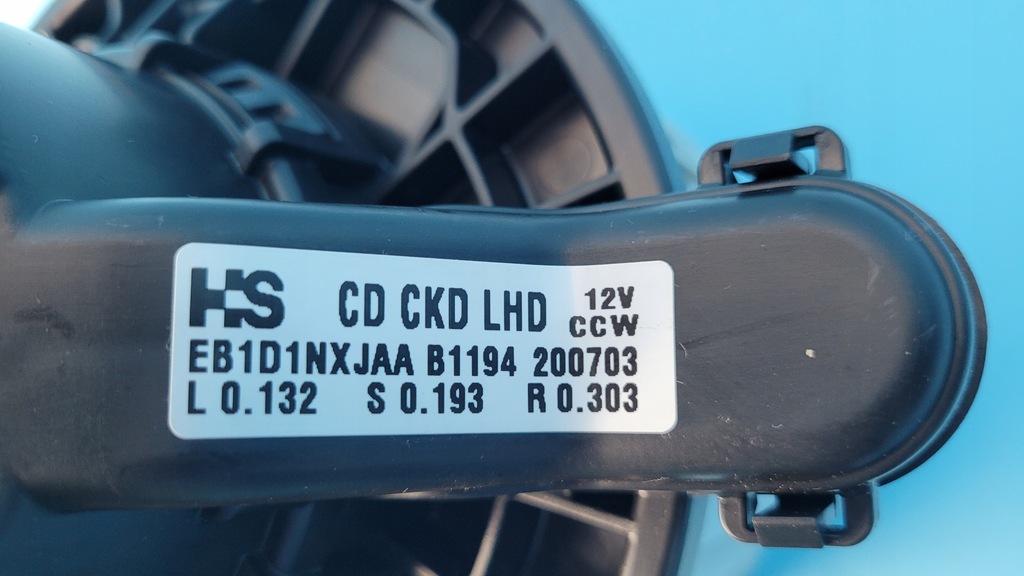 HS CD CKD LHD 12V
CCW
EB1D1NXJAA B1194 200703
L 0.132 S 0.193 R 0.303